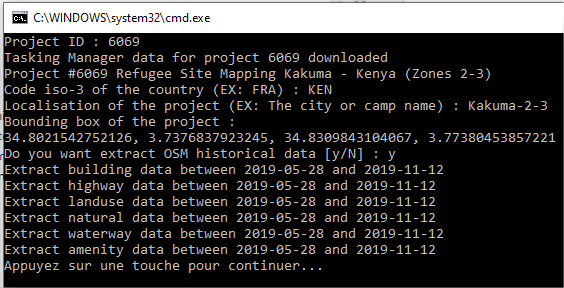 C:\WINDOWS\system32\cmd.exe
Project ID : 6069
Tasking Manager data for project 6069 downloaded
Project #6069 Refugee Site Mapping Kakuma - Kenya (Zones 2-3)
Code iso-3 of the country (EX: FRA) : KEN
Localisation of the project (EX: The city or camp name) : Kakuma-2-3
Bounding box of the project :
34.8021542752126, 3.7376837923245, 34.8309843104067, 3.77380453857221
Do you want extract OSM historical data [y/N] : y
Extract building data between 2019-05-28 and 2019-11-12
Extract highway data between 2019-05-28 and 2019-11-12
Extract landuse data between 2019-05-28 and 2019-11-12
Extract natural data between 2019-05-28 and 2019-11-12
Extract waterway data between 2019-05-28 and 2019-11-12
Extract amenity data between 2019-05-28 and 2019-11-12
Appuyez sur une touche pour continuer...